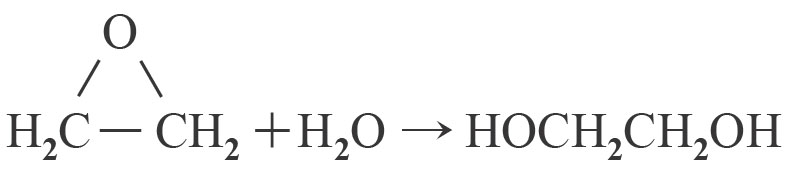 O
H₂C — CH₂ + H₂O → HOCH₂CH₂OH